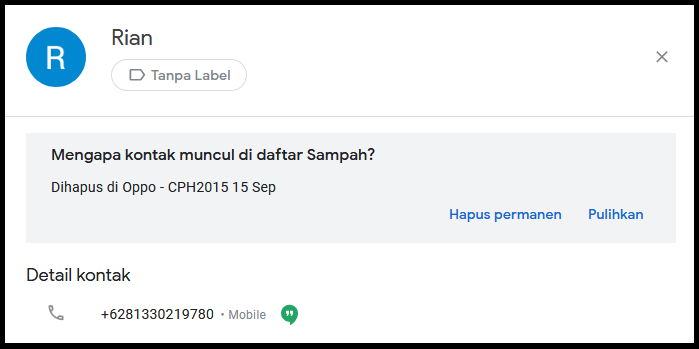 R
Rian
Tanpa Label
Mengapa kontak muncul di daftar Sampah?
Dihapus di Oppo - CPH2015 15 Sep
Hapus permanen Pulihkan
Detail kontak
+6281330219780 • Mobile